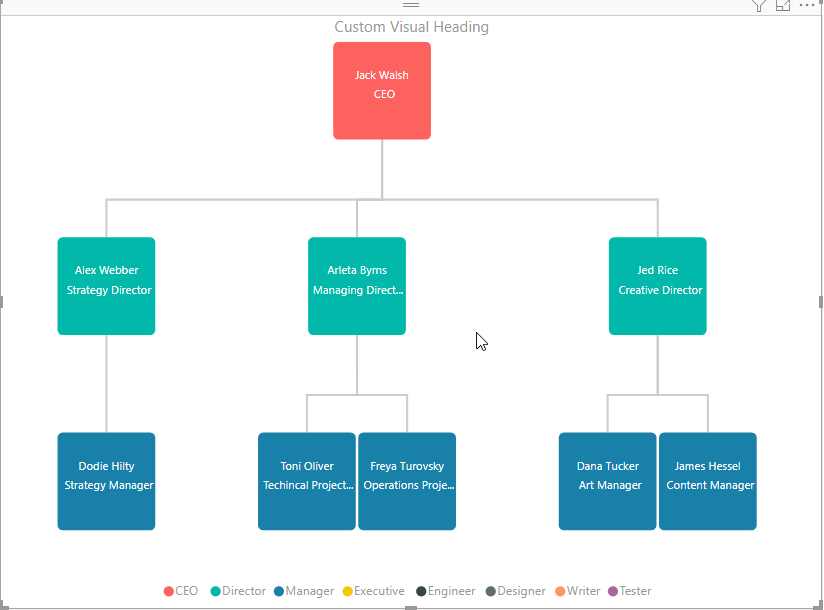 Custom Visual Heading
Jack Walsh
CEO
Alex Webber
Strategy Director
Arleta Byrns
Managing Direct...
Jed Rice
Creative Director
Dodie Hilty
Strategy Manager
Toni Oliver
Techincal Project...
Freya Turovsky
Operations Proje...
Dana Tucker
Art Manager
James Hessel
Content Manager
CEO Director Manager Executive Engineer Designer Writer Tester